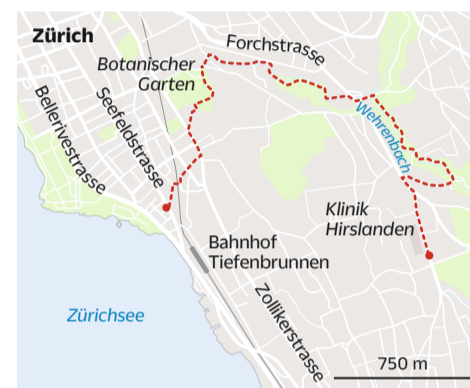 Zürich
Forchstrasse
Botanischer
Garten
Bellerivestrasse
Seefeldstrasse
Wehrenbach
Klinik
Hirslanden
Bahnhof
Tiefenbrunnen
Zollikerstrasse
Zürichsee
750 m